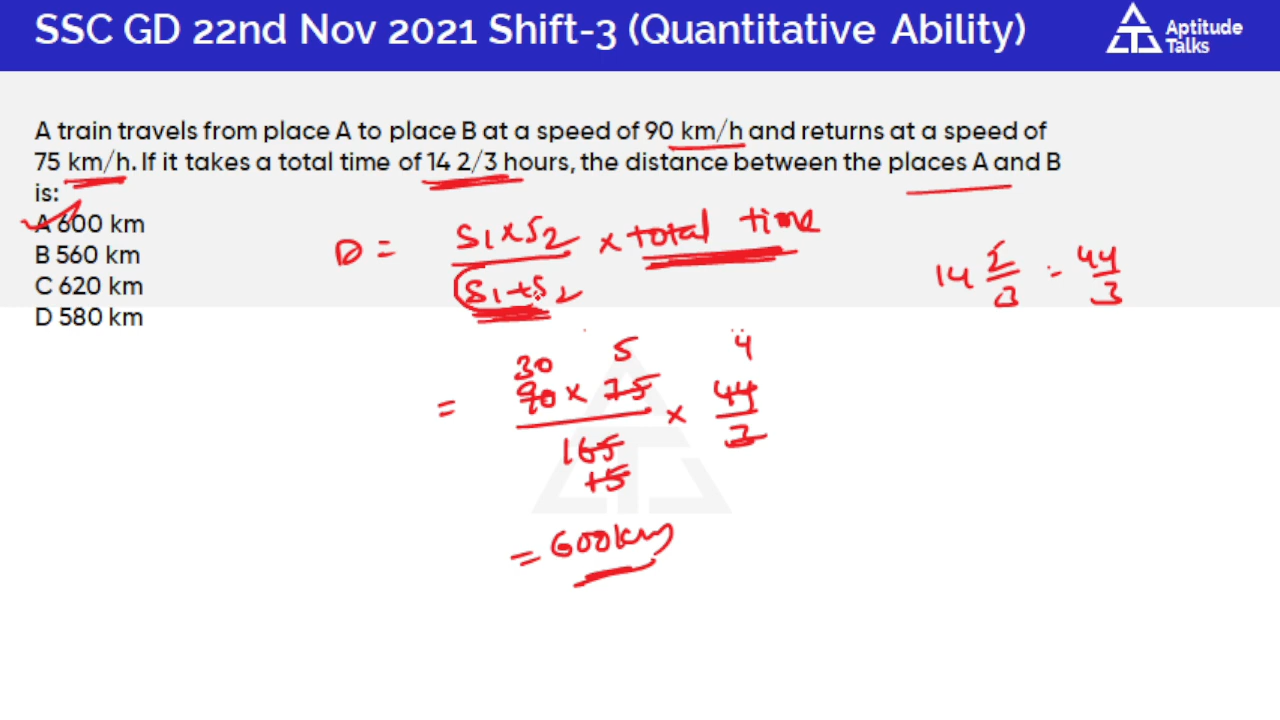 SSC GD 22nd Nov 2021 Shift-3 (Quantitative Ability)
Aptitude
Talks
A train travels from place A to place B at a speed of 90 km/h and returns at a speed of
75 km/h. If it takes a total time of 14 2/3 hours, the distance between the places A and B
is:
A 600 km
B 560 km
C 620 km
D 580 km
D = S1×S2 × total time
S1+S2
14 2/3 = 44/3
30 5 4
= 90 × 75 × 44
165 3
15
= 600km